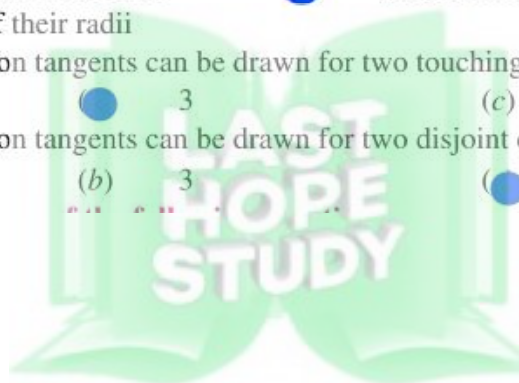 their radii
on tangents can be drawn for two touching
3 (c)
on tangents can be drawn for two disjoint
(b) 3
LAST
HOPE
STUDY